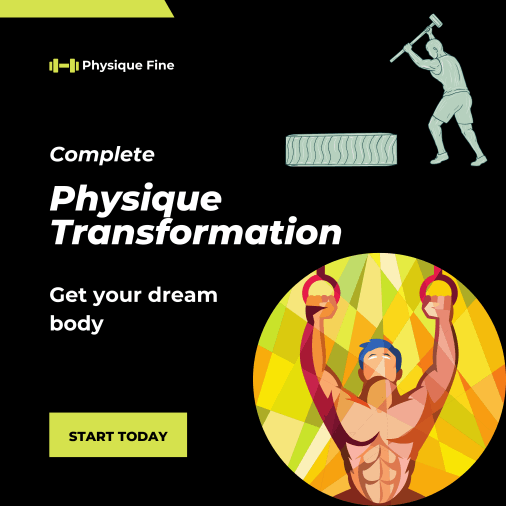 Physique Fine
Complete
Physique
Transformation
Get your dream
body
START TODAY